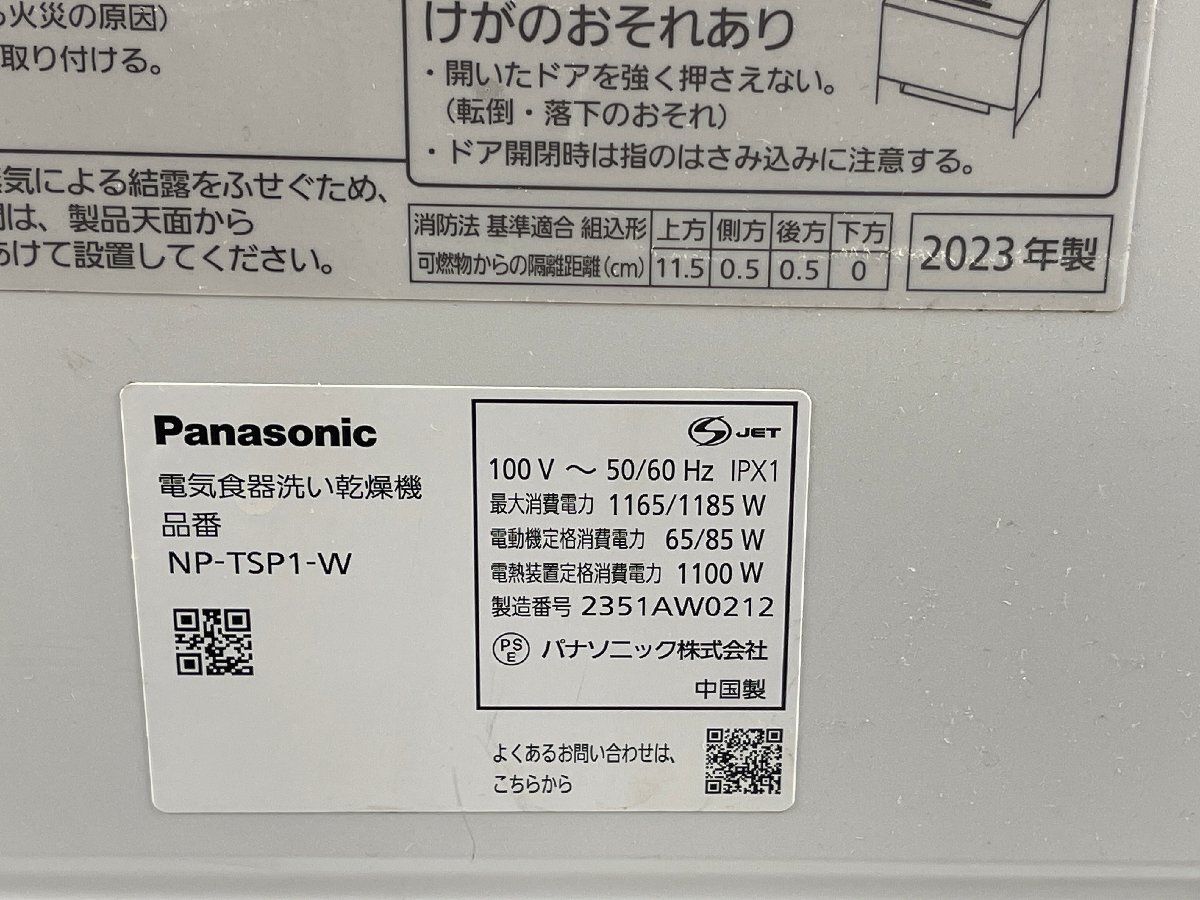 火災の原因)
取り付ける。
けがのおそれあり
・開いたドアを強く押さえない。
(転倒・落下のおそれ)
・ドア開閉時は指のはさみ込みに注意する。
気による結露をふせぐため、
は、製品天面から
あけて設置してください。
消防法 基準適合 組込形 上方 側方 後方 下方
可燃物からの隔離距離(cm) 11.5 0.5 0.5 0
2023年製
Panasonic
電気食器洗い乾燥機
品番
NP-TSP1-W
S JET
100 V ～ 50/60 Hz IPX1
最大消費電力 1165/1185 W
電動機定格消費電力 65/85 W
電熱装置定格消費電力 1100 W
製造番号 2351AW0212
PSE パナソニック株式会社
中国製
よくあるお問い合わせは、
こちらから